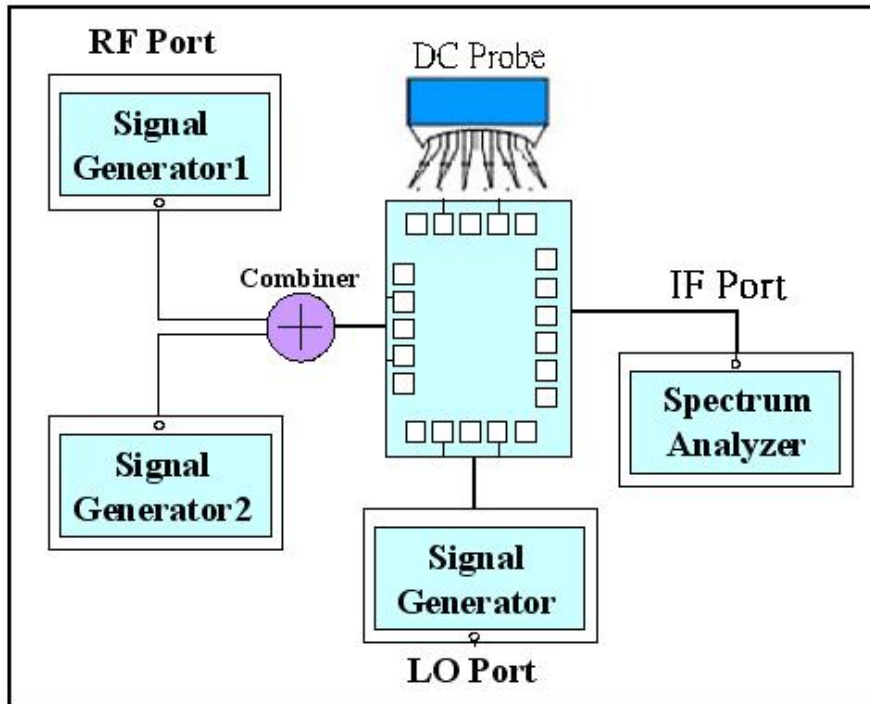 RF Port
DC Probe
Signal
Generator1
Combiner
IF Port
Spectrum
Analyzer
Signal
Generator2
Signal
Generator
LO Port